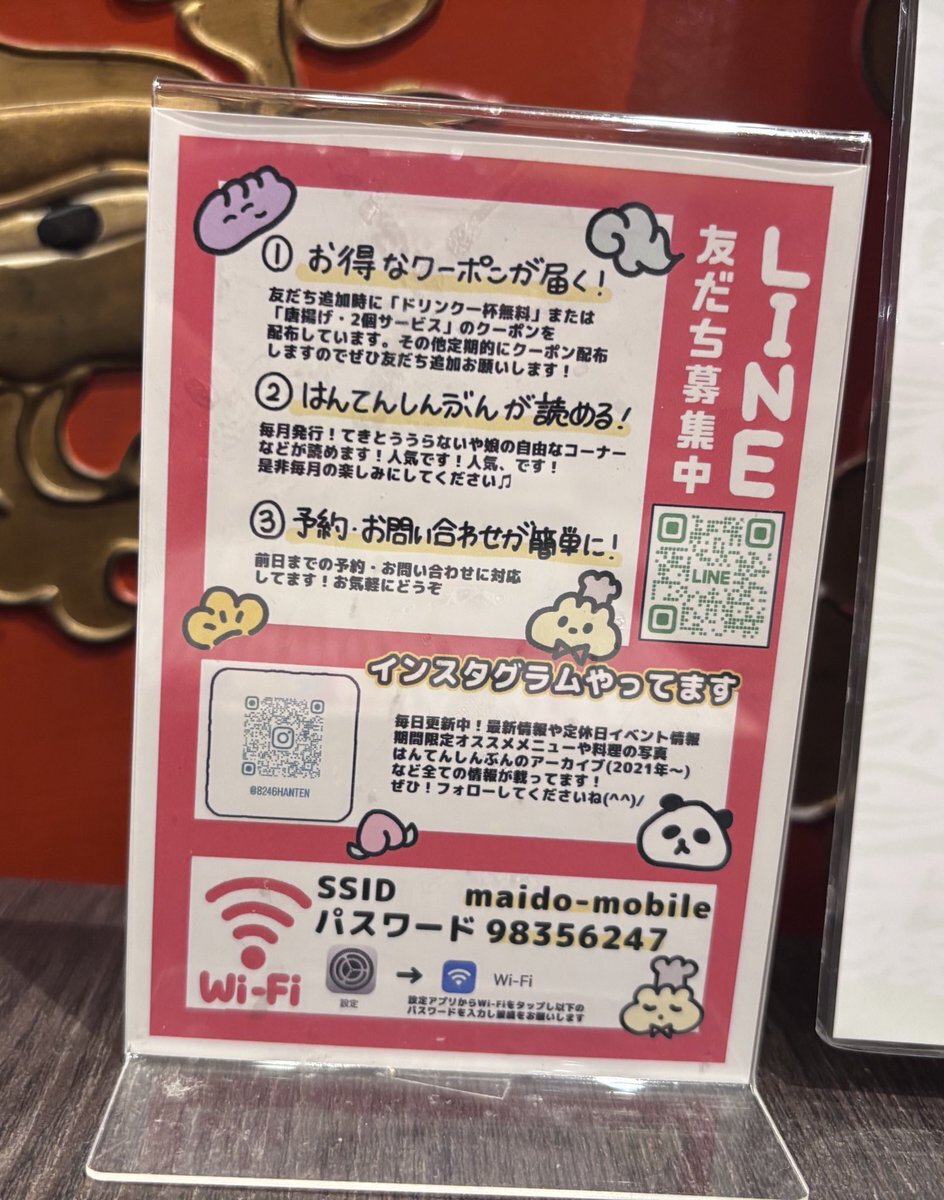 LINE
友だち募集中
① お得なクーポンが届く!
友だち追加時に「ドリンク一杯無料」または
「唐揚げ・2個サービス」のクーポンを
配布しています。その他定期的にクーポン配布
しますのでぜひ友だち追加お願いします!
② はんてんしんぶんが読める!
毎月発行!てきとううらないや娘の自由なコーナー
などが読めます!人気です!人気、です!
是非毎月の楽しみにしてください♫
③ 予約・お問い合わせが簡単に!
前日までの予約・お問い合わせに対応
してます!お気軽にどうぞ
LINE
インスタグラムやってます
毎日更新中!最新情報や定休日イベント情報
期間限定オススメメニューや料理の写真
はんてんしんぶんのアーカイブ(2021年~)
など全ての情報が載ってます!
ぜひ!フォローしてくださいね(^^)/
@B246HANTEN
Wi-Fi
SSID maido-mobile
パスワード 98356247
設定 → Wi-Fi
設定アプリからWi-Fiをタップし以下の
パスワードを入力し接続をお願いします